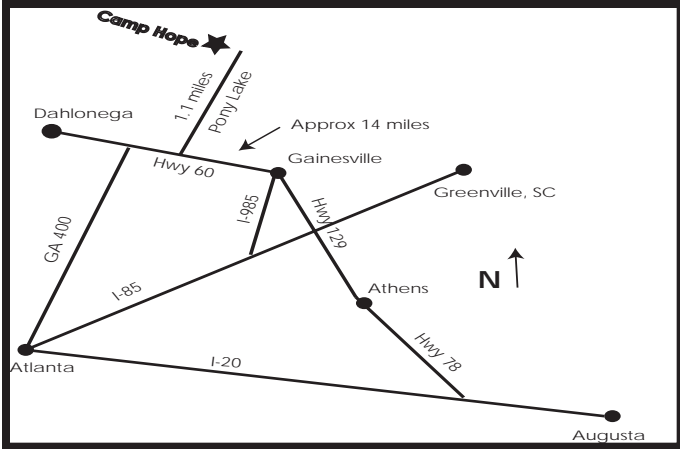 Camp Hope
1.1 miles
Pony Lake
Dahlonega
Approx 14 miles
Hwy 60
Gainesville
Greenville, SC
I-985
Hwy 129
GA 400
N
I-85
Athens
Hwy 78
I-20
Atlanta
Augusta